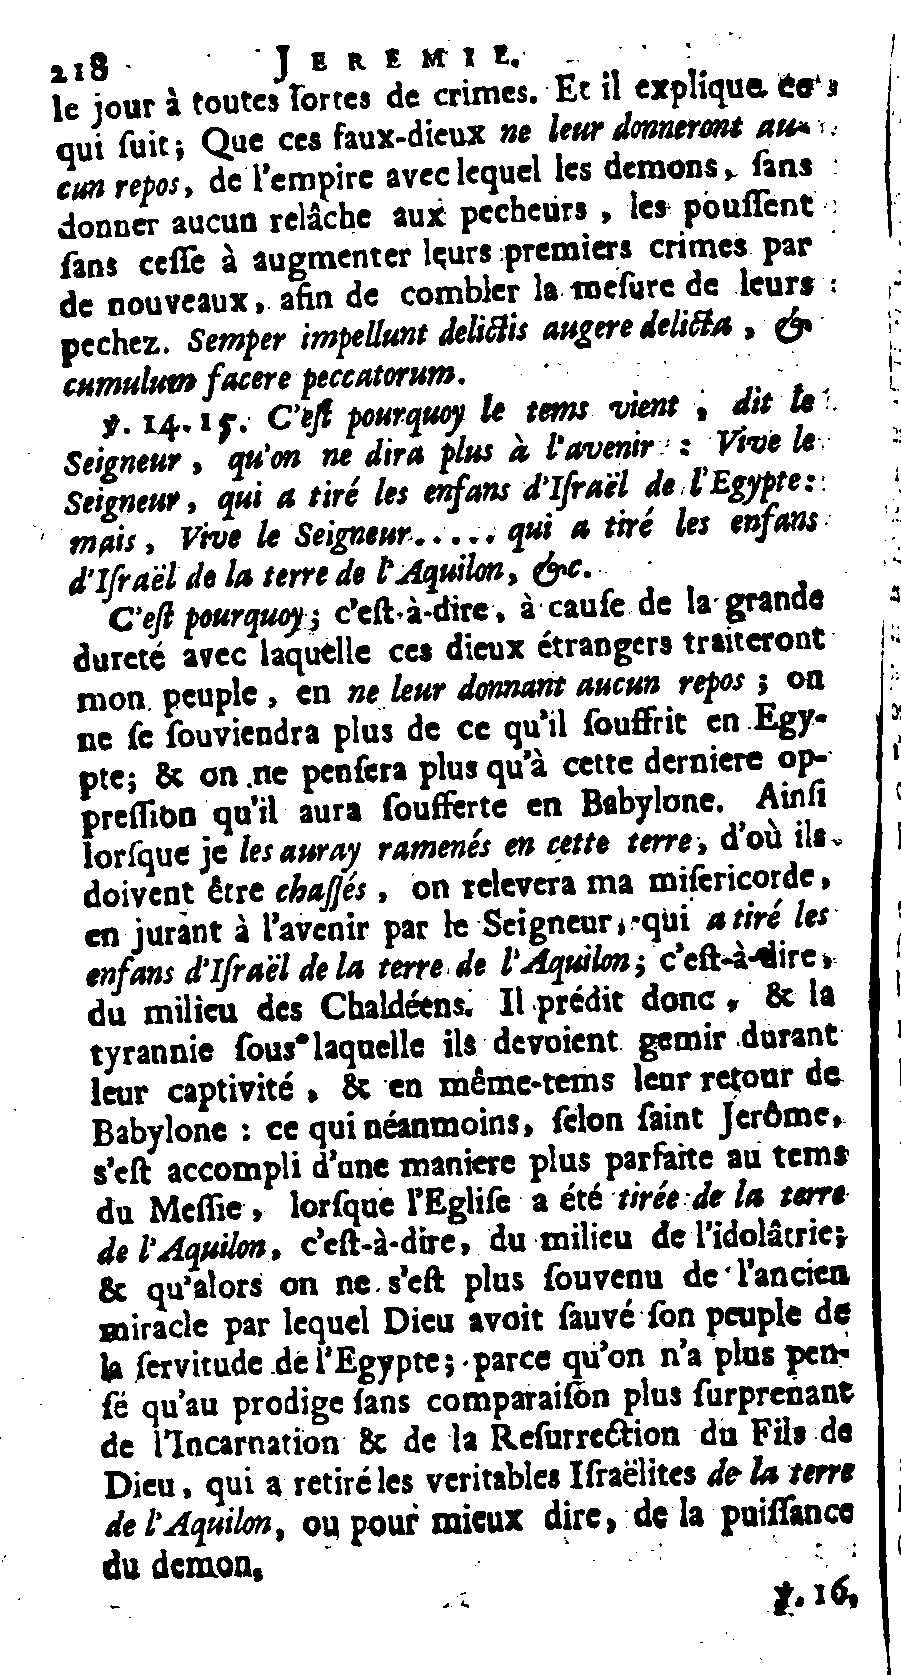 218 JEREMIE.
le jour à toutes ſortes de crimes. Et il explique ce
qui ſuit; Que ces faux-dieux ne leur donneront au-
cun repos, de l'empire avec lequel les demons, ſans
donner aucun relâche aux pecheurs, les pouſſent
ſans ceſſe à augmenter leurs premiers crimes par
de nouveaux, afin de combler la meſure de leurs
pechez. Semper impellunt delictis augere delicta, &
cumulum facere peccatorum.
℣. 14. 15. C'eſt pourquoy le tems vient, dit le
Seigneur, qu'on ne dira plus à l'avenir : Vive le
Seigneur, qui a tiré les enfans d'Iſraël de l'Egypte:
mais, Vive le Seigneur..... qui a tiré les enfans
d'Iſraël de la terre de l'Aquilon, &c.
C'eſt pourquoy; c'eſt-à-dire, à cauſe de la grande
dureté avec laquelle ces dieux étrangers traiteront
mon peuple, en ne leur donnant aucun repos; on
ne ſe ſouviendra plus de ce qu'il ſouffrit en Egy-
pte; & on ne penſera plus qu'à cette derniere op-
preſſion qu'il aura ſoufferte en Babylone. Ainſi
lorſque je les auray ramenés en cette terre, d'où ils
doivent être chaſſés, on relevera ma miſericorde,
en jurant à l'avenir par le Seigneur, qui a tiré les
enfans d'Iſraël de la terre de l'Aquilon; c'eſt-à-dire,
du milieu des Chaldéens. Il prédit donc, & la
tyrannie ſous laquelle ils devoient gemir durant
leur captivité, & en même-tems leur retour de
Babylone : ce qui néanmoins, ſelon ſaint Jerôme,
s'eſt accompli d'une maniere plus parfaite au tems
du Meſſie, lorſque l'Egliſe a été tirée de la terre
de l'Aquilon, c'eſt-à-dire, du milieu de l'idolâtrie;
& qu'alors on ne s'eſt plus ſouvenu de l'ancien
miracle par lequel Dieu avoit ſauvé ſon peuple de
la ſervitude de l'Egypte; parce qu'on n'a plus pen-
ſé qu'au prodige ſans comparaiſon plus ſurprenant
de l'Incarnation & de la Reſurrection du Fils de
Dieu, qui a retiré les veritables Iſraëlites de la terre
de l'Aquilon, ou pour mieux dire, de la puiſſance
du demon.
℣. 16.